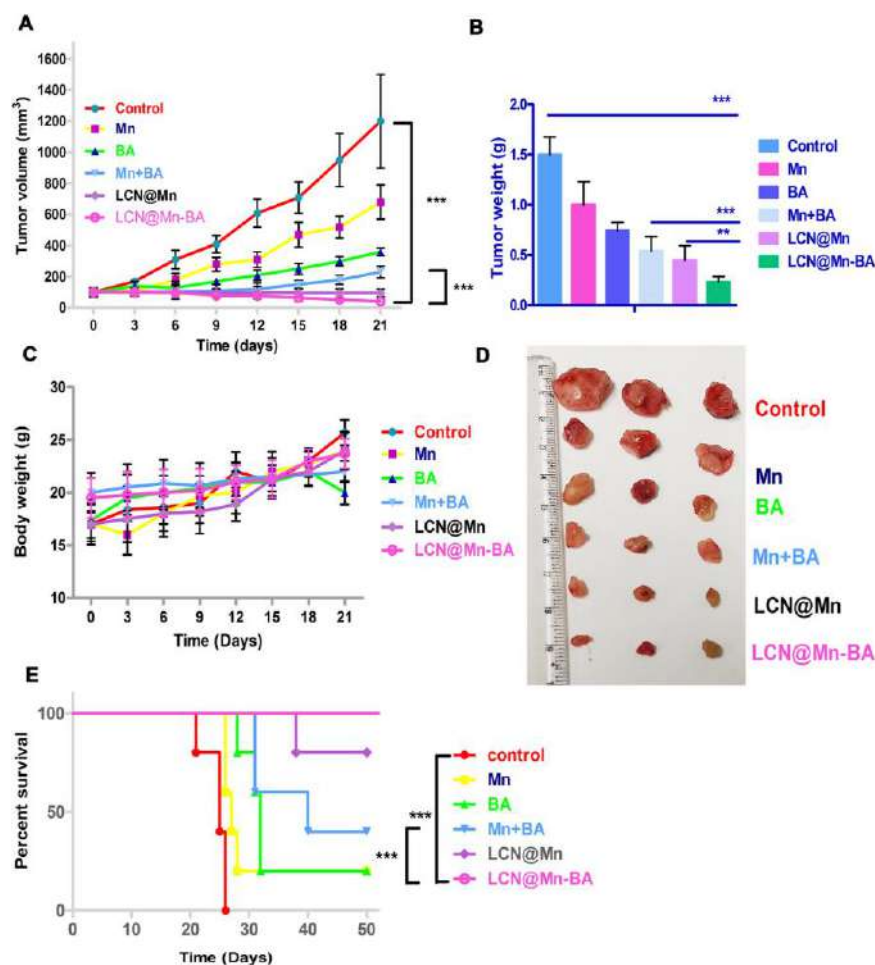 A
Tumor volume (mm³)
1600
1400
1200
1000
800
600
400
200
0
0 3 6 9 12 15 18 21
Time (days)
Control
Mn
BA
Mn+BA
LCN@Mn
LCN@Mn-BA
***
***
B
Tumor weight (g)
2.0
1.5
1.0
0.5
0.0
***
***
**
Control
Mn
BA
Mn+BA
LCN@Mn
LCN@Mn-BA
C
Body weight (g)
30
25
20
15
10
0 3 6 9 12 15 18 21
Time (Days)
Control
Mn
BA
Mn+BA
LCN@Mn
LCN@Mn-BA
D
Control
Mn
BA
Mn+BA
LCN@Mn
LCN@Mn-BA
E
Percent survival
100
50
0
0 10 20 30 40 50
Time (Days)
control
Mn
BA
Mn+BA
LCN@Mn
LCN@Mn-BA
***
***